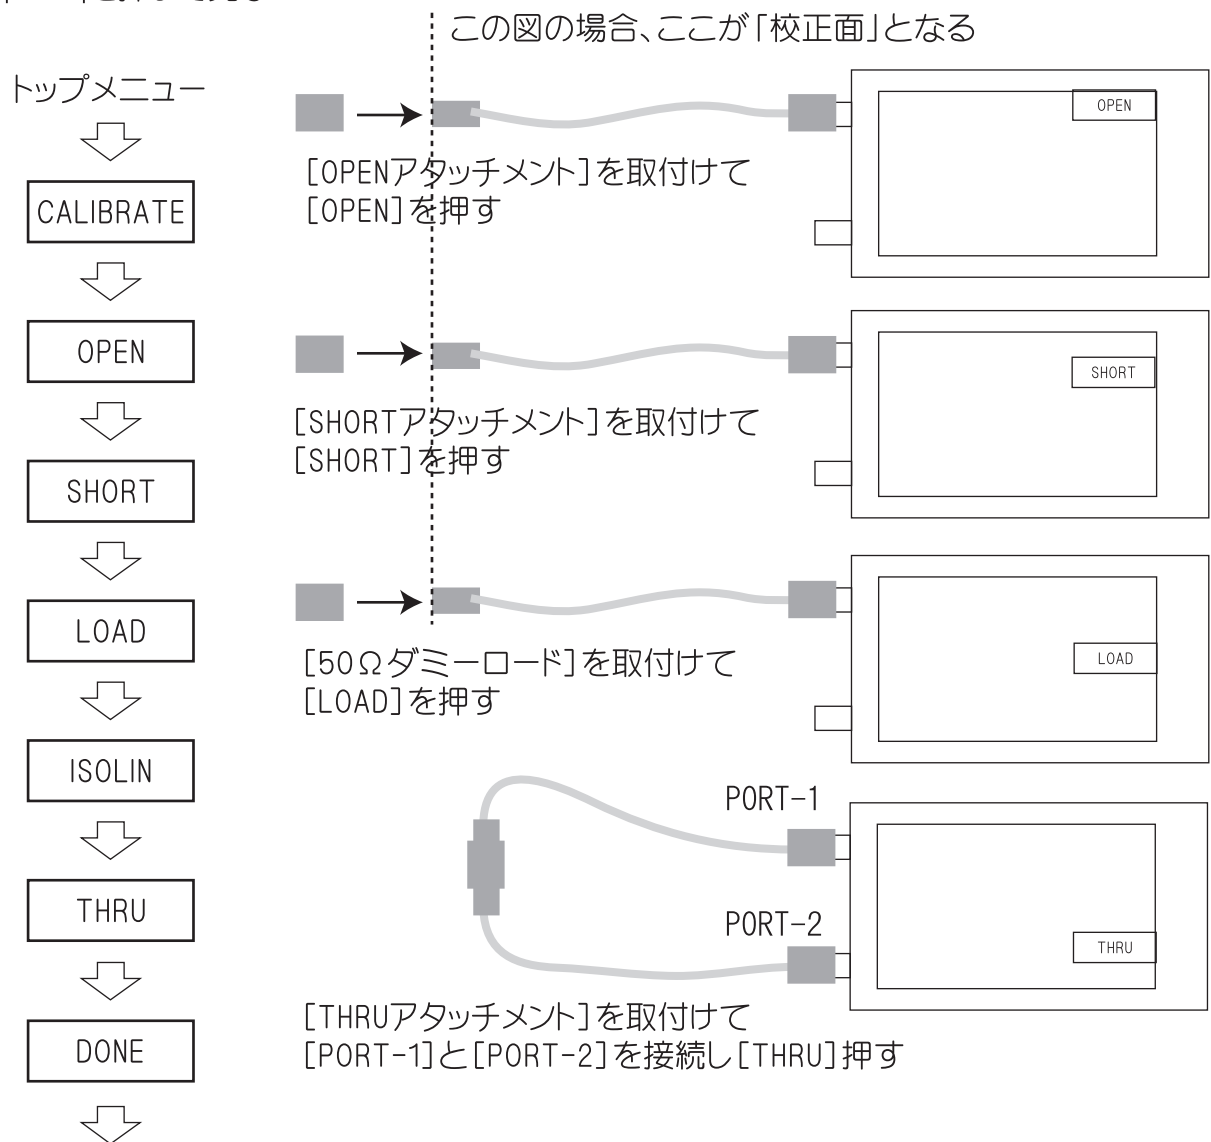 この図の場合、ここが「校正面」となる
トップメニュー
CALIBRATE
OPEN
SHORT
LOAD
ISOLIN
THRU
DONE
OPEN
[OPENアタッチメント]を取付けて
[OPEN]を押す
SHORT
[SHORTアタッチメント]を取付けて
[SHORT]を押す
LOAD
[50Ωダミーロード]を取付けて
[LOAD]を押す
PORT-1
PORT-2
THRU
[THRUアタッチメント]を取付けて
[PORT-1]と[PORT-2]を接続し[THRU]押す